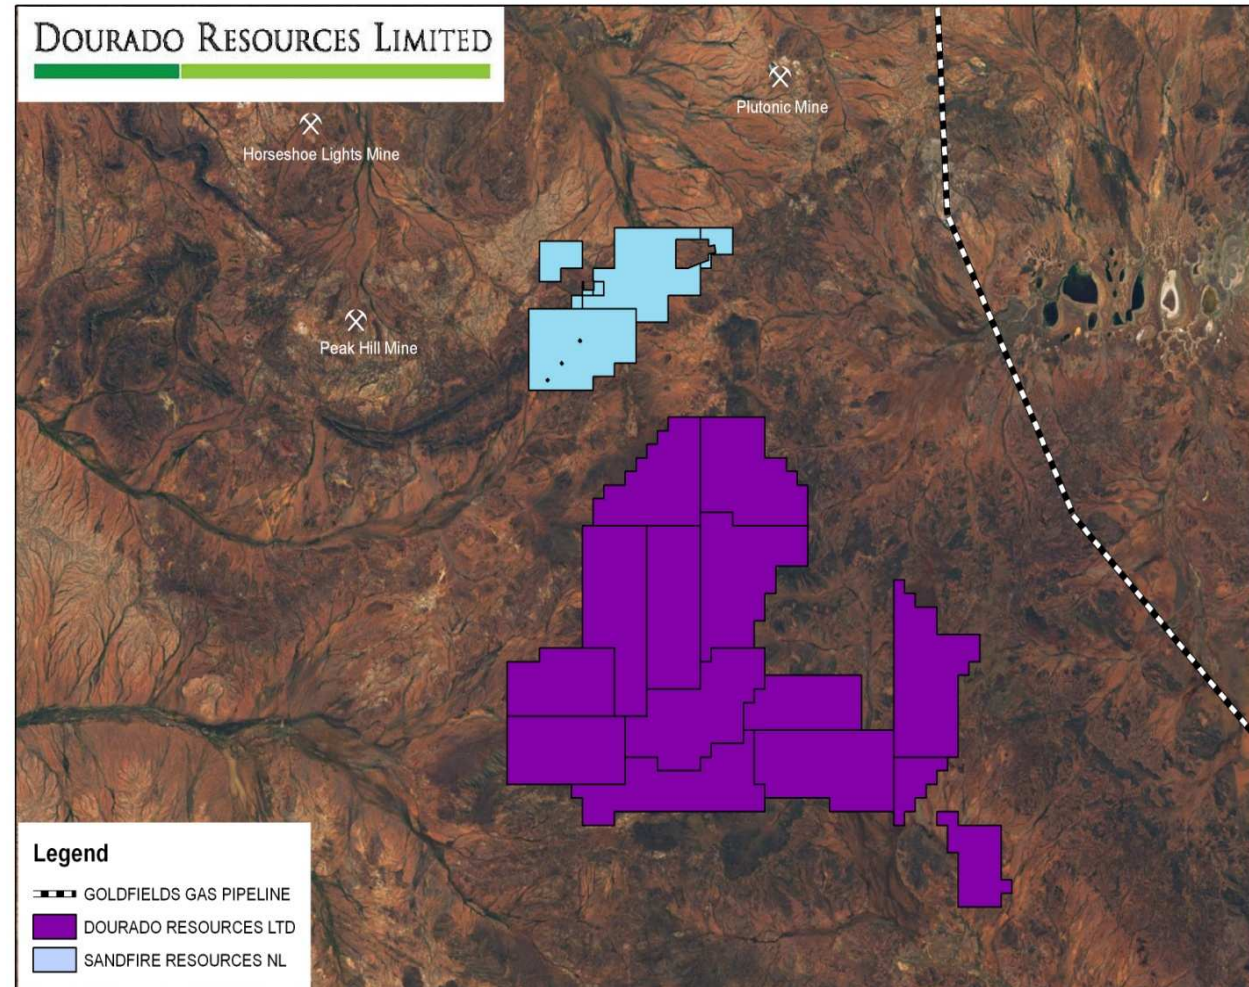 DOURADO RESOURCES LIMITED
Plutonic Mine
Horseshoe Lights Mine
Peak Hill Mine
Legend
GOLDFIELDS GAS PIPELINE
DOURADO RESOURCES LTD
SANDFIRE RESOURCES NL